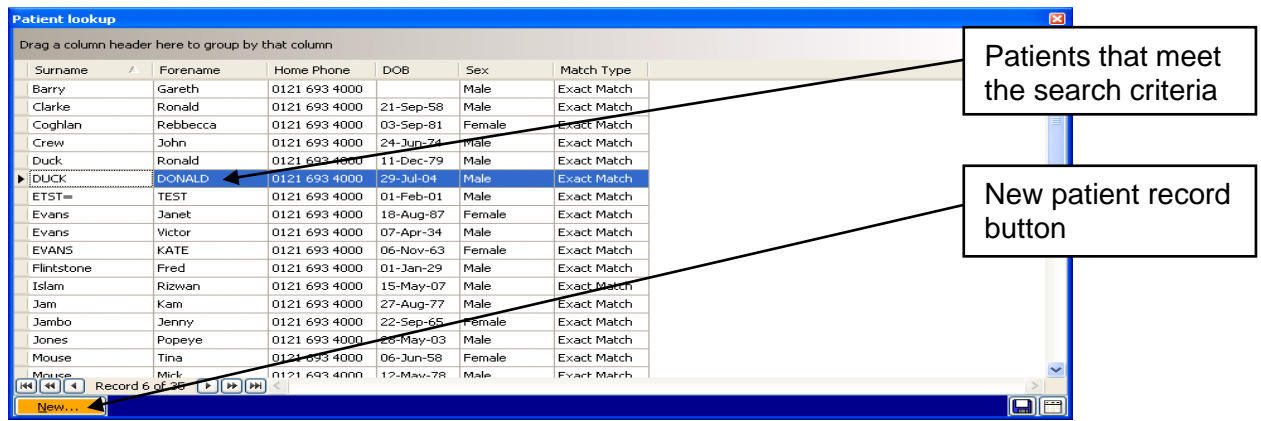 Patient lookup
Drag a column header here to group by that column
Surname Forename Home Phone DOB Sex Match Type
Barry Gareth 0121 693 4000 Male Exact Match
Clarke Ronald 0121 693 4000 21-Sep-58 Male Exact Match
Coghlan Rebbecca 0121 693 4000 03-Sep-81 Female Exact Match
Crew John 0121 693 4000 24-Jun-74 Male Exact Match
Duck Ronald 0121 693 4000 11-Dec-79 Male Exact Match
DUCK DONALD 0121 693 4000 29-Jul-04 Male Exact Match
ETST= TEST 0121 693 4000 01-Feb-01 Male Exact Match
Evans Janet 0121 693 4000 18-Aug-87 Female Exact Match
Evans Victor 0121 693 4000 07-Apr-34 Male Exact Match
EVANS KATE 0121 693 4000 06-Nov-63 Female Exact Match
Flintstone Fred 0121 693 4000 01-Jan-29 Male Exact Match
Islam Rizwan 0121 693 4000 15-May-07 Male Exact Match
Jam Kam 0121 693 4000 27-Aug-77 Male Exact Match
Jambo Jenny 0121 693 4000 22-Sep-65 Female Exact Match
Jones Popeye 0121 693 4000 28-May-03 Male Exact Match
Mouse Tina 0121 693 4000 06-Jun-58 Female Exact Match
Mouse Mick 0121 693 4000 12-May-78 Male Exact Match
Record 6 of 35
New...
Patients that meet
the search criteria
New patient record
button